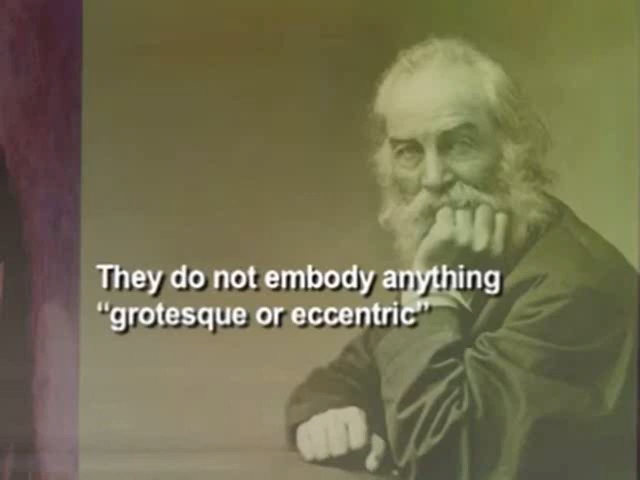 They do not embody anything
“grotesque or eccentric”